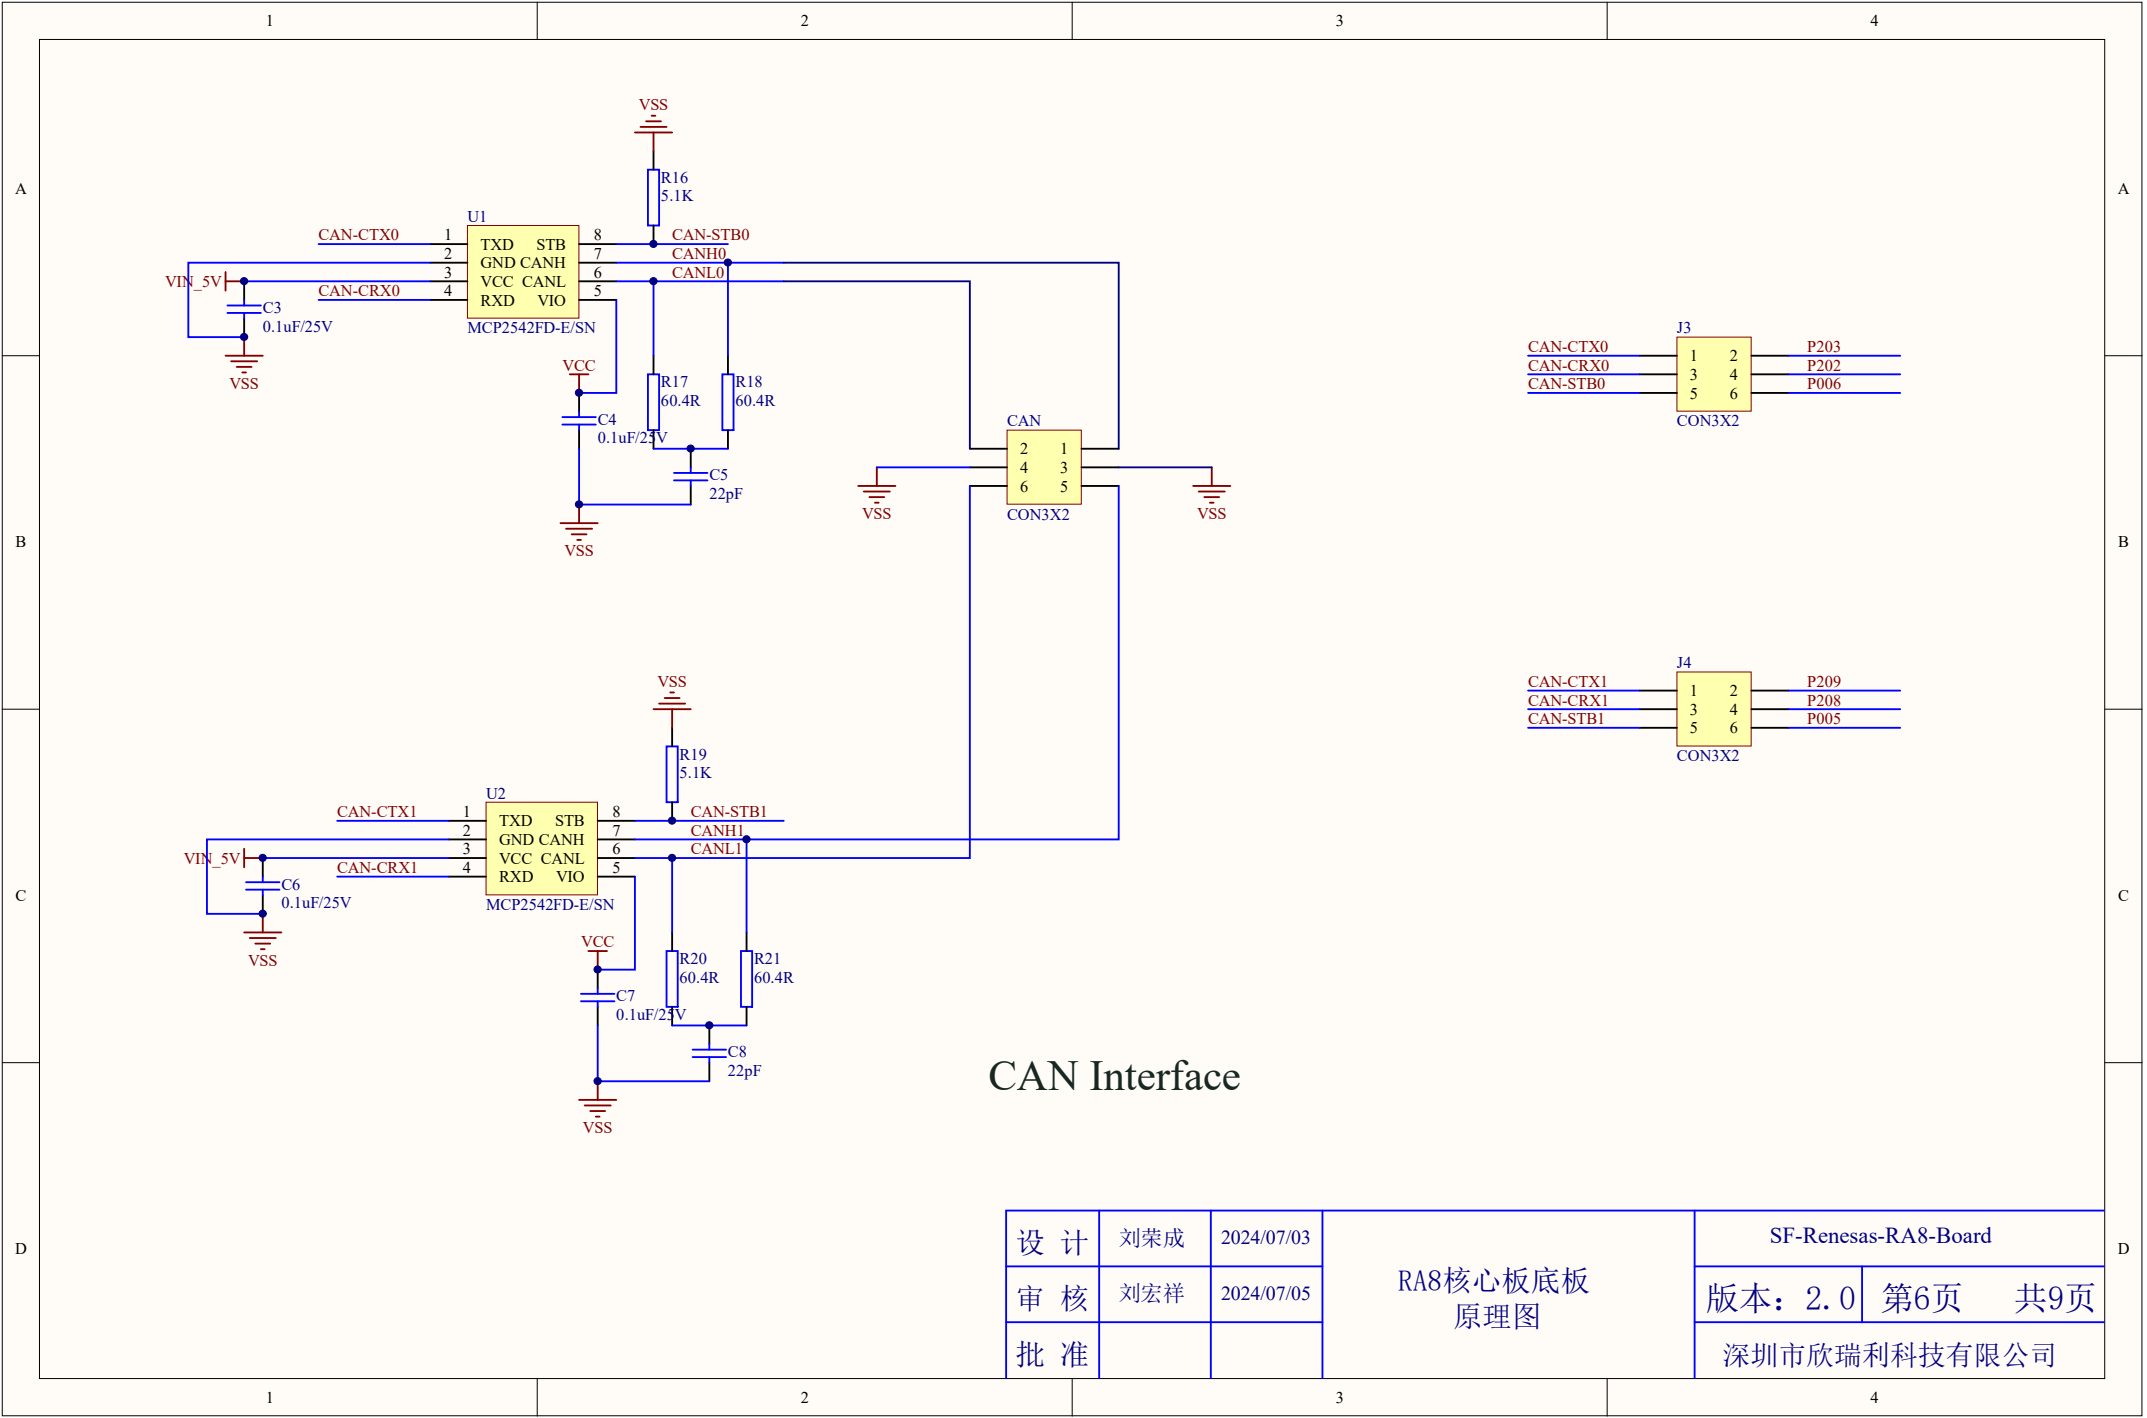 1 2 3 4
A A
B B
C C
D D
VSS
R16
5.1K
U1
CAN-CTX0 1 TXD STB 8 CAN-STB0
2 GND CANH 7 CANH0
VIN_5V 3 VCC CANL 6 CANL0
CAN-CRX0 4 RXD VIO 5
MCP2542FD-E/SN
C3
0.1uF/25V
VSS
VCC
C4
0.1uF/25V
R17
60.4R
R18
60.4R
C5
22pF
VSS
CAN
2 1
4 3
6 5
CON3X2
VSS
VSS
J3
CAN-CTX0 1 2 P203
CAN-CRX0 3 4 P202
CAN-STB0 5 6 P006
CON3X2
J4
CAN-CTX1 1 2 P209
CAN-CRX1 3 4 P208
CAN-STB1 5 6 P005
CON3X2
VSS
R19
5.1K
U2
CAN-CTX1 1 TXD STB 8 CAN-STB1
2 GND CANH 7 CANH1
VIN_5V 3 VCC CANL 6 CANL1
CAN-CRX1 4 RXD VIO 5
MCP2542FD-E/SN
C6
0.1uF/25V
VSS
VCC
C7
0.1uF/25V
R20
60.4R
R21
60.4R
C8
22pF
VSS
CAN Interface
设 计 刘荣成 2024/07/03
审 核 刘宏祥 2024/07/05
批 准
RA8核心板底板
原理图
SF-Renesas-RA8-Board
版本: 2.0 第6页 共9页
深圳市欣瑞利科技有限公司
1 2 3 4